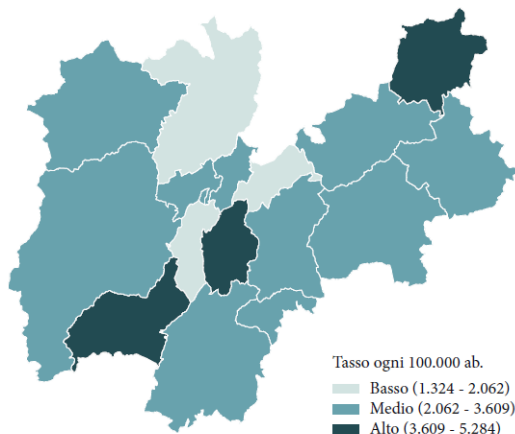 Tasso ogni 100.000 ab.
Basso (1.324 - 2.062)
Medio (2.062 - 3.609)
Alto (3.609 - 5.284)